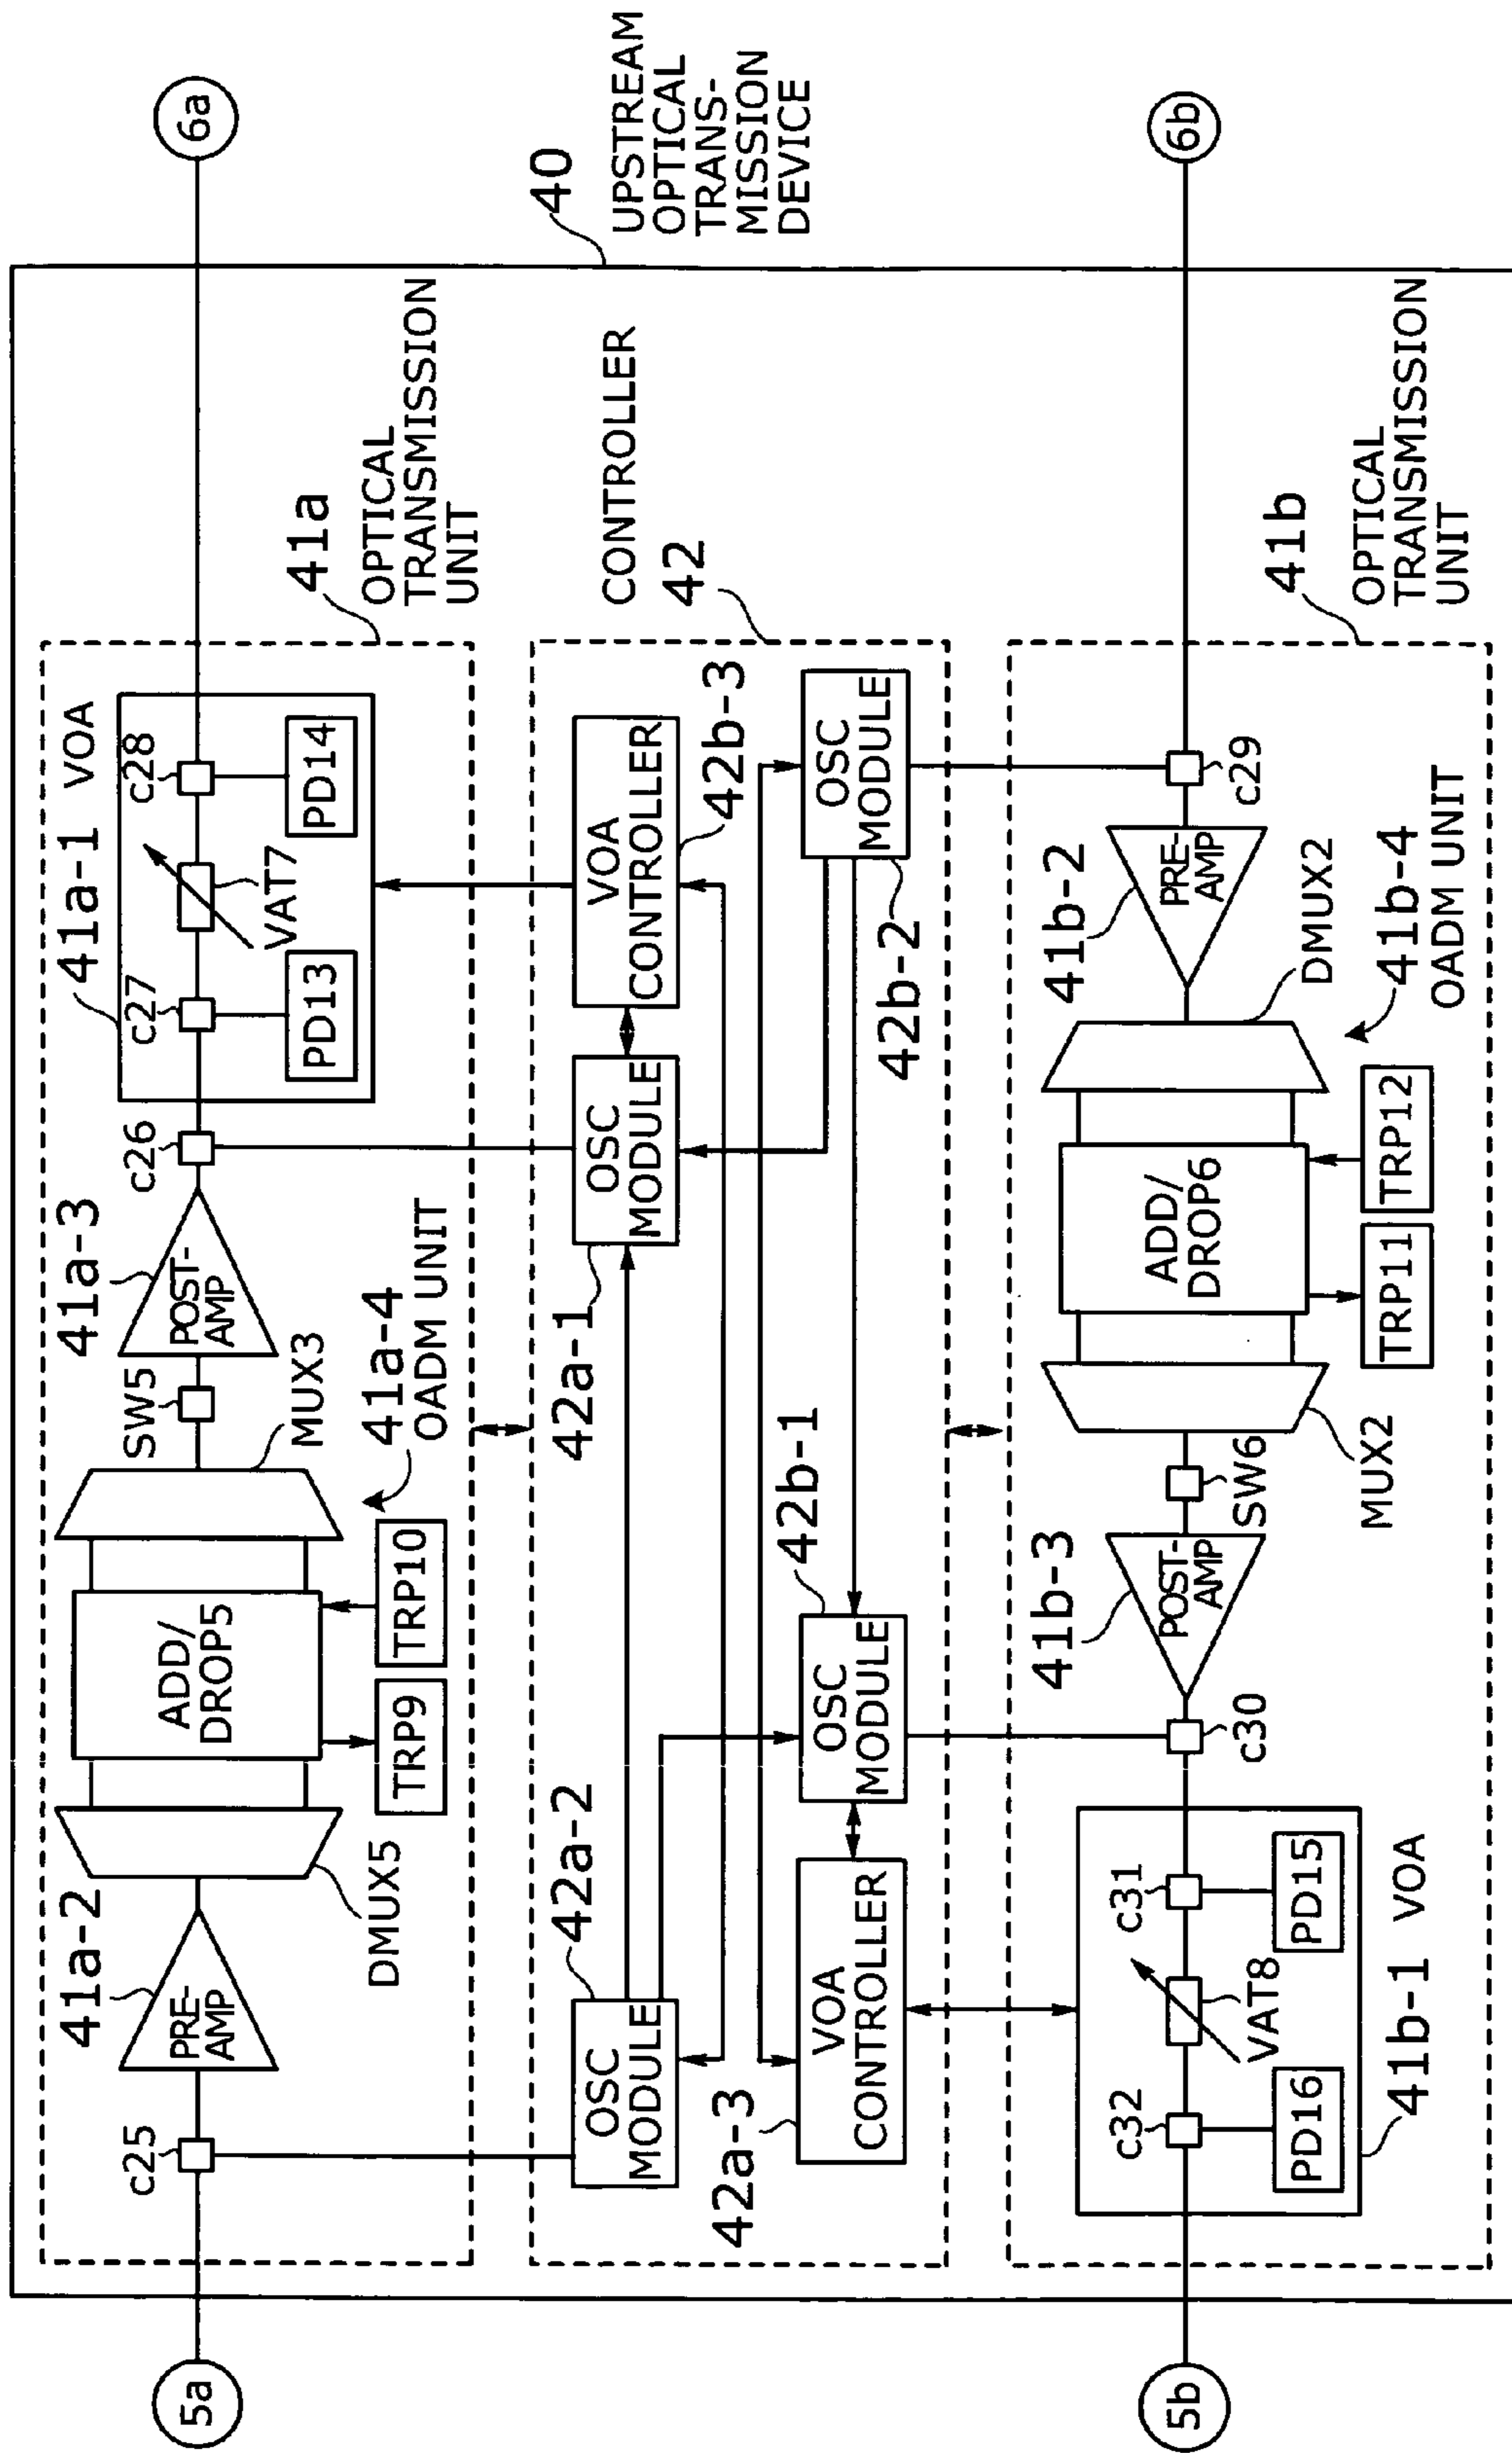 5a
c25
41a-2
PRE-
AMP
DMUX5
ADD/
DROP5
TRP9
TRP10
MUX3
41a-4
OADM UNIT
SW5
41a-3
POST-
AMP
c26
41a-1 VOA
c27
PD13
VAT7
c28
PD14
41a
OPTICAL
TRANSMISSION
UNIT
6a
40
UPSTREAM
OPTICAL
TRANS-
MISSION
DEVICE
42a-2
OSC
MODULE
42a-1
OSC
MODULE
VOA
CONTROLLER
42b-3
CONTROLLER
42
42a-3
VOA
CONTROLLER
42b-1
OSC
MODULE
42b-2
OSC
MODULE
5b
c32
PD16
VAT8
c31
PD15
41b-1 VOA
c30
41b-3
POST-
AMP
SW6
MUX2
ADD/
DROP6
TRP11
TRP12
DMUX2
41b-4
OADM UNIT
41b-2
PRE-
AMP
c29
41b
OPTICAL
TRANSMISSION
UNIT
6b